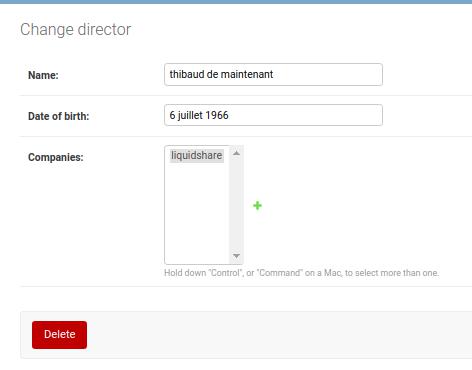 Change director
Name: thibaud de maintenant
Date of birth: 6 juillet 1966
Companies: liquidshare
Hold down "Control", or "Command" on a Mac, to select more than one.
Delete